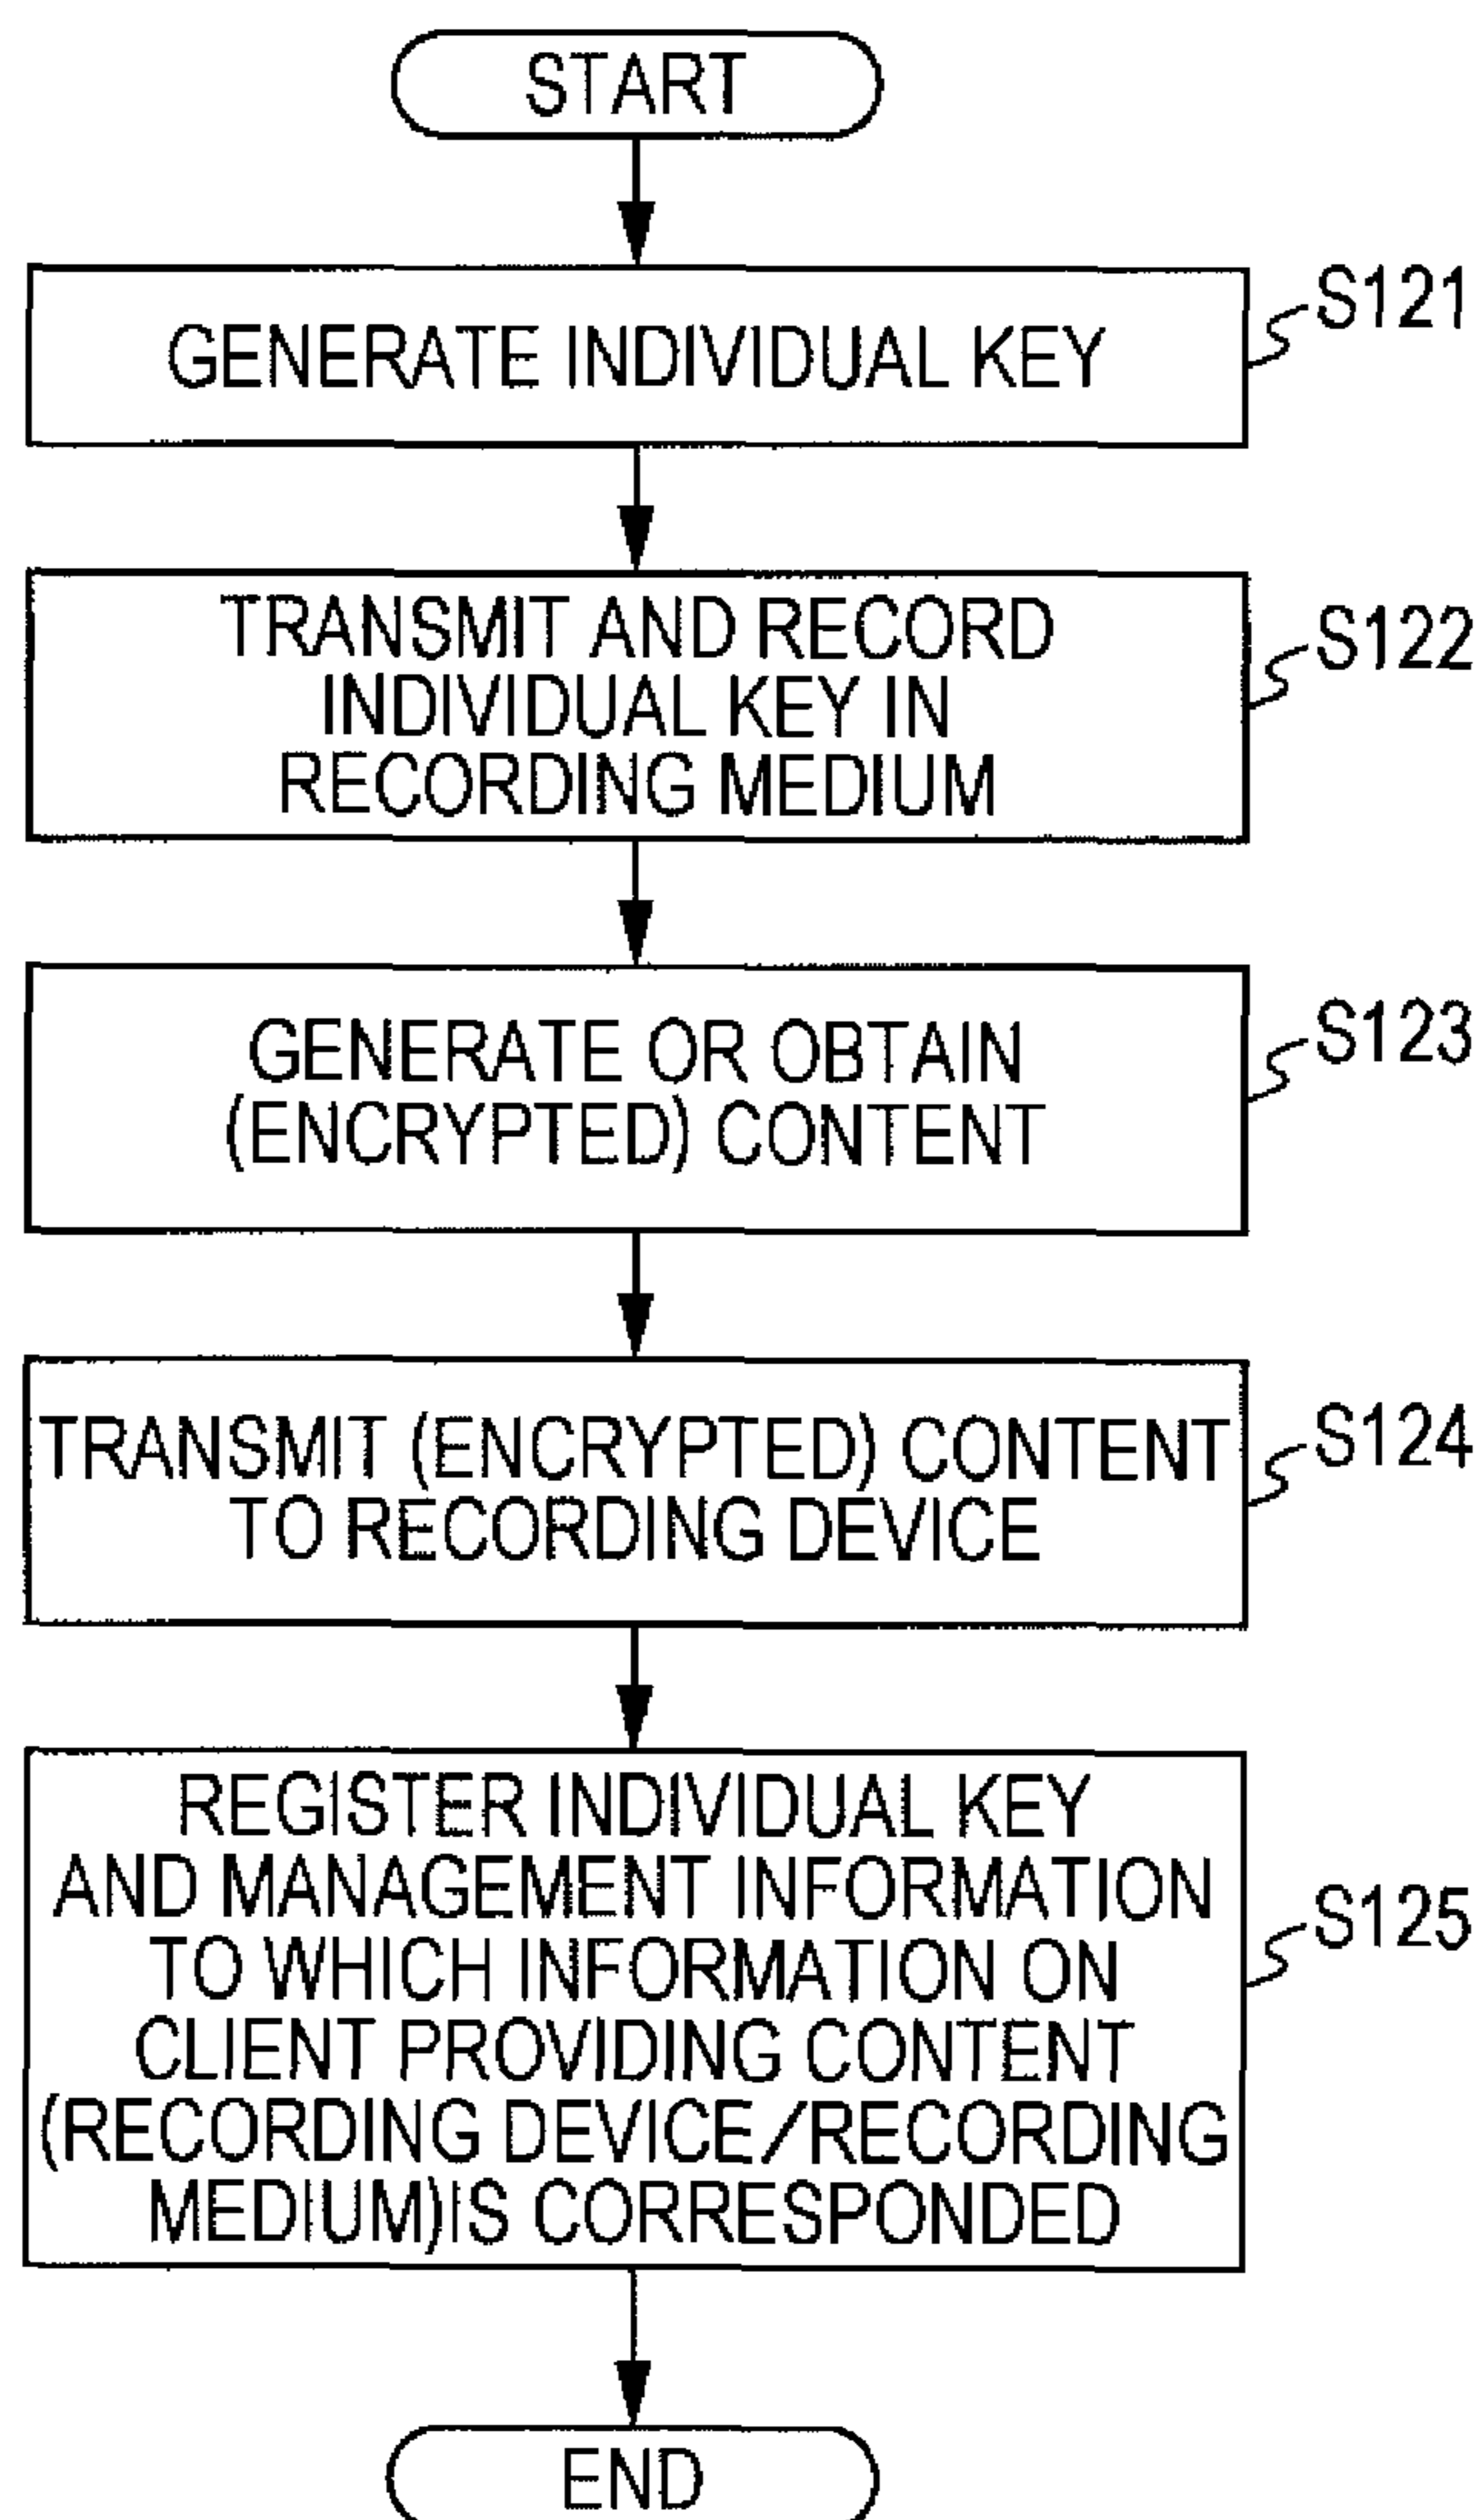 START
GENERATE INDIVIDUAL KEY
S121
TRANSMIT AND RECORD
INDIVIDUAL KEY IN
RECORDING MEDIUM
S122
GENERATE OR OBTAIN
(ENCRYPTED) CONTENT
S123
TRANSMIT (ENCRYPTED) CONTENT
TO RECORDING DEVICE
S124
REGISTER INDIVIDUAL KEY
AND MANAGEMENT INFORMATION
TO WHICH INFORMATION ON
CLIENT PROVIDING CONTENT
(RECORDING DEVICE/RECORDING
MEDIUM)IS CORRESPONDED
S125
END